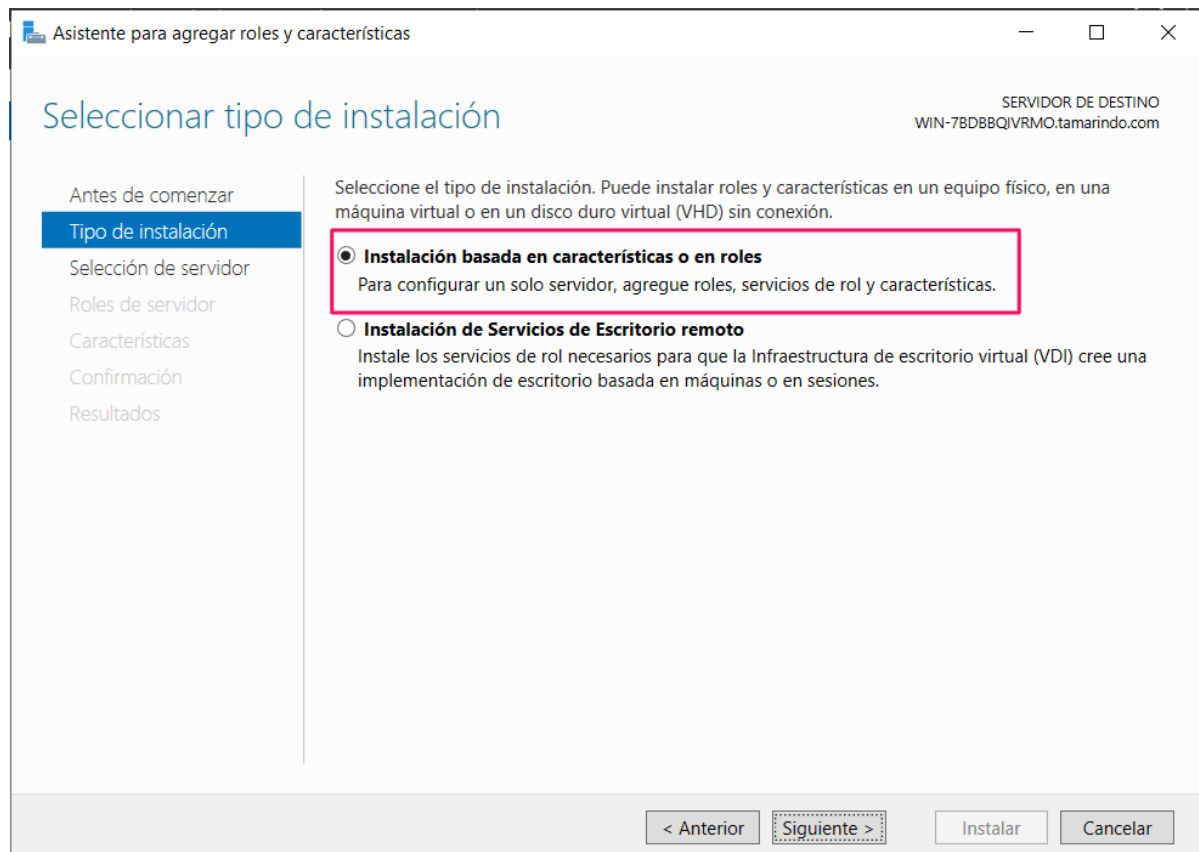 Asistente para agregar roles y características
Seleccionar tipo de instalación
SERVIDOR DE DESTINO
WIN-7BDBBQIVRMO.tamarindo.com
Antes de comenzar
Tipo de instalación
Selección de servidor
Roles de servidor
Características
Confirmación
Resultados
Seleccione el tipo de instalación. Puede instalar roles y características en un equipo físico, en una
máquina virtual o en un disco duro virtual (VHD) sin conexión.
Instalación basada en características o en roles
Para configurar un solo servidor, agregue roles, servicios de rol y características.
Instalación de Servicios de Escritorio remoto
Instale los servicios de rol necesarios para que la Infraestructura de escritorio virtual (VDI) cree una
implementación de escritorio basada en máquinas o en sesiones.
< Anterior
Siguiente >
Instalar
Cancelar